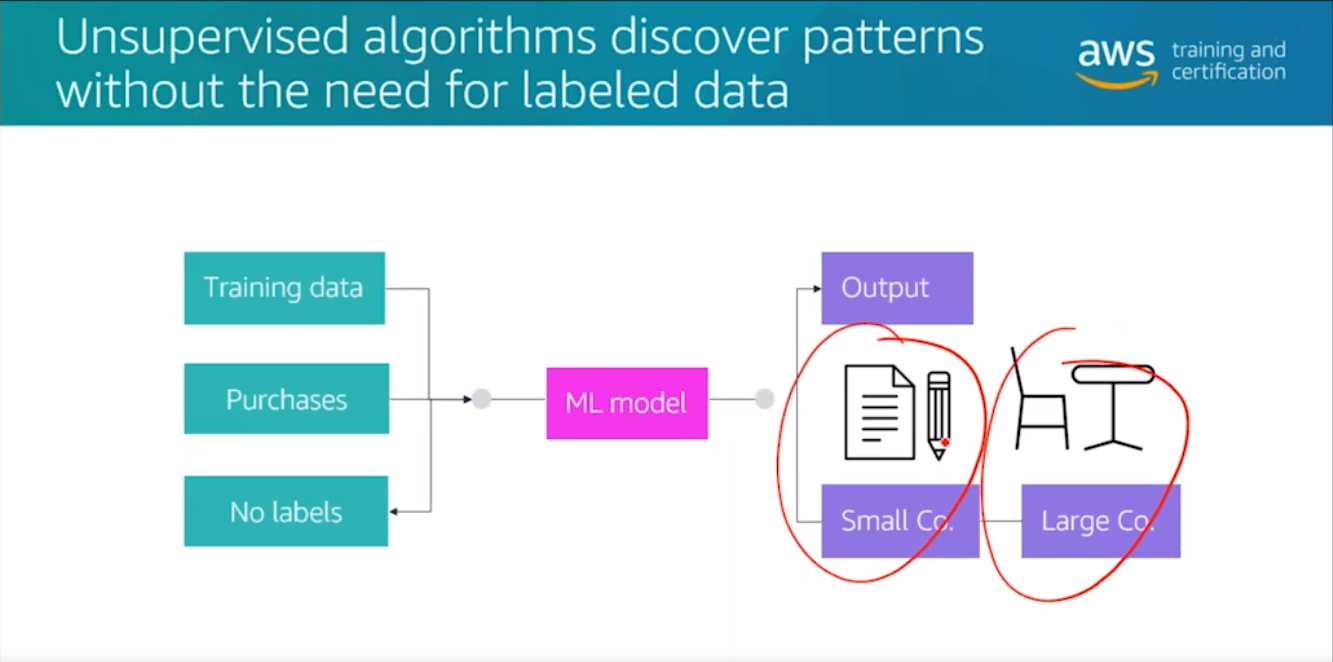 Unsupervised algorithms discover patterns
without the need for labeled data
aws
training and
certification
Training data
Purchases
No labels
ML model
Output
Small Co.
Large Co.